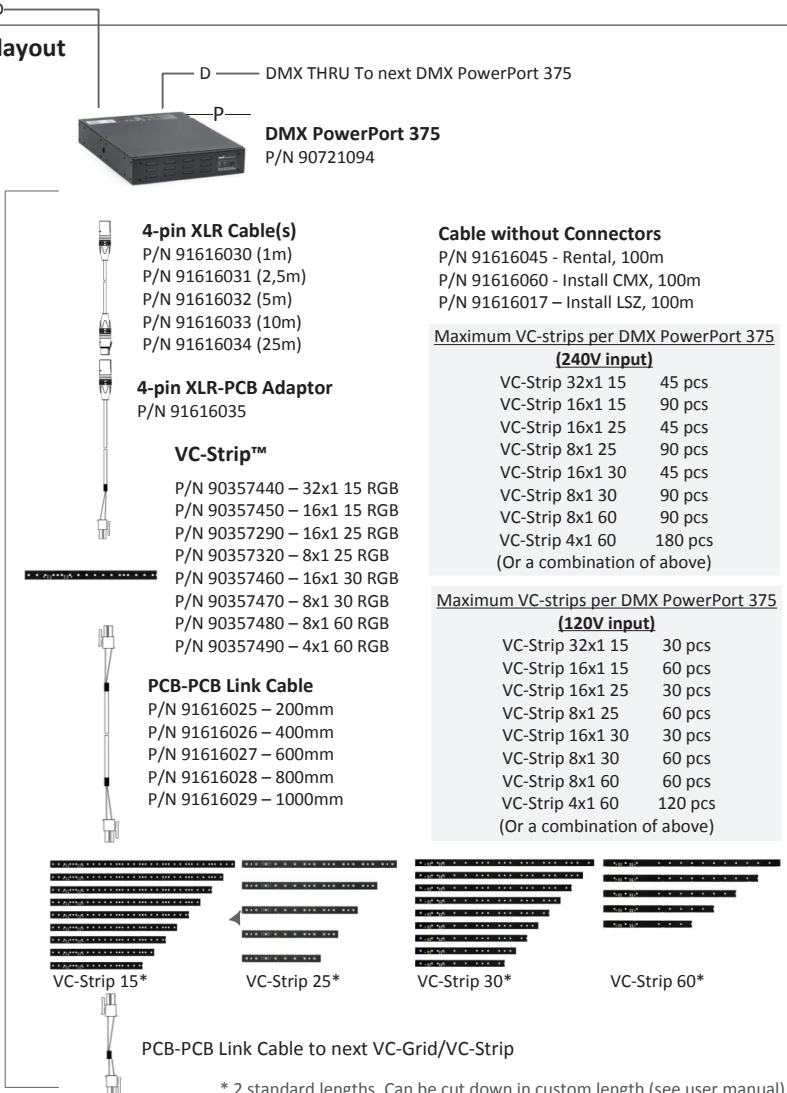 layout
D
DMX THRU To next DMX PowerPort 375
P
DMX PowerPort 375
P/N 90721094
4-pin XLR Cable(s)
P/N 91616030 (1m)
P/N 91616031 (2,5m)
P/N 91616032 (5m)
P/N 91616033 (10m)
P/N 91616034 (25m)
4-pin XLR-PCB Adaptor
P/N 91616035
VC-Strip™
P/N 90357440 – 32x1 15 RGB
P/N 90357450 – 16x1 15 RGB
P/N 90357290 – 16x1 25 RGB
P/N 90357320 – 8x1 25 RGB
P/N 90357460 – 16x1 30 RGB
P/N 90357470 – 8x1 30 RGB
P/N 90357480 – 8x1 60 RGB
P/N 90357490 – 4x1 60 RGB
PCB-PCB Link Cable
P/N 91616025 – 200mm
P/N 91616026 – 400mm
P/N 91616027 – 600mm
P/N 91616028 – 800mm
P/N 91616029 – 1000mm
Cable without Connectors
P/N 91616045 - Rental, 100m
P/N 91616060 - Install CMX, 100m
P/N 91616017 – Install LSZ, 100m
Maximum VC-strips per DMX PowerPort 375
(240V input)
VC-Strip 32x1 15 45 pcs
VC-Strip 16x1 15 90 pcs
VC-Strip 16x1 25 45 pcs
VC-Strip 8x1 25 90 pcs
VC-Strip 16x1 30 45 pcs
VC-Strip 8x1 30 90 pcs
VC-Strip 8x1 60 90 pcs
VC-Strip 4x1 60 180 pcs
(Or a combination of above)
Maximum VC-strips per DMX PowerPort 375
(120V input)
VC-Strip 32x1 15 30 pcs
VC-Strip 16x1 15 60 pcs
VC-Strip 16x1 25 30 pcs
VC-Strip 8x1 25 60 pcs
VC-Strip 16x1 30 30 pcs
VC-Strip 8x1 30 60 pcs
VC-Strip 8x1 60 60 pcs
VC-Strip 4x1 60 120 pcs
(Or a combination of above)
VC-Strip 15* VC-Strip 25* VC-Strip 30* VC-Strip 60*
PCB-PCB Link Cable to next VC-Grid/VC-Strip
* 2 standard lengths. Can be cut down in custom length (see user manual)